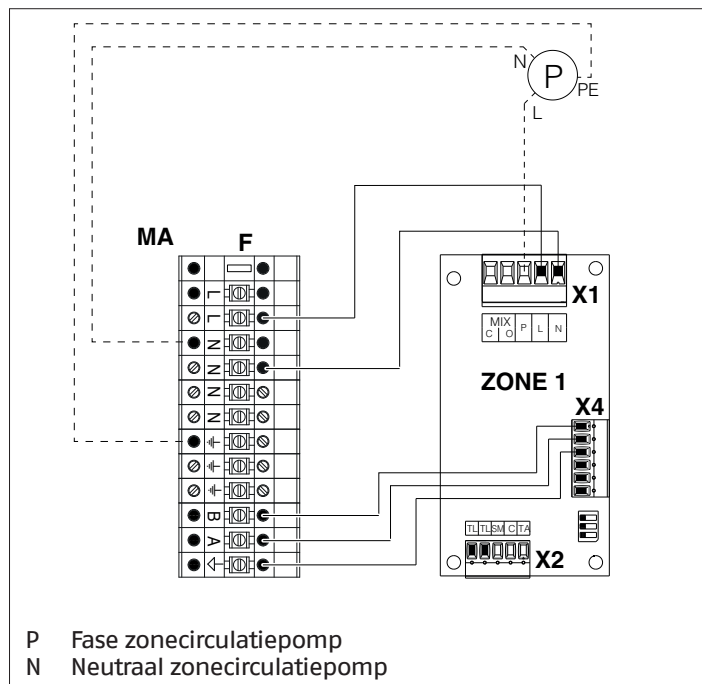 N
P
PE
L
MA
F
L
L
N
N
N
N
B
A
X1
MIX
C O P L N
ZONE 1
X4
TL TL SM C TA
X2
P Fase zonecirculatiepomp
N Neutraal zonecirculatiepomp